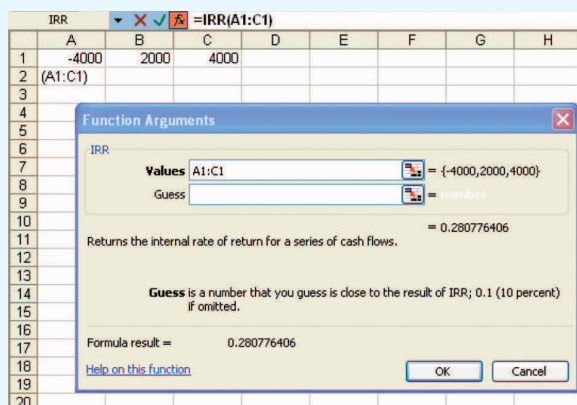 IRR =IRR(A1:C1)
A B C D E F G H
1 -4000 2000 4000
2 (A1:C1)
3
4
Function Arguments
5
6 IRR
7 Values A1:C1 = {-4000,2000,4000}
8
Guess = number
9
10 = 0.280776406
11 Returns the internal rate of return for a series of cash flows.
12
13
14 Guess is a number that you guess is close to the result of IRR; 0.1 (10 percent)
15 if omitted.
16
17 Formula result = 0.280776406
18 Help on this function OK Cancel
19
20